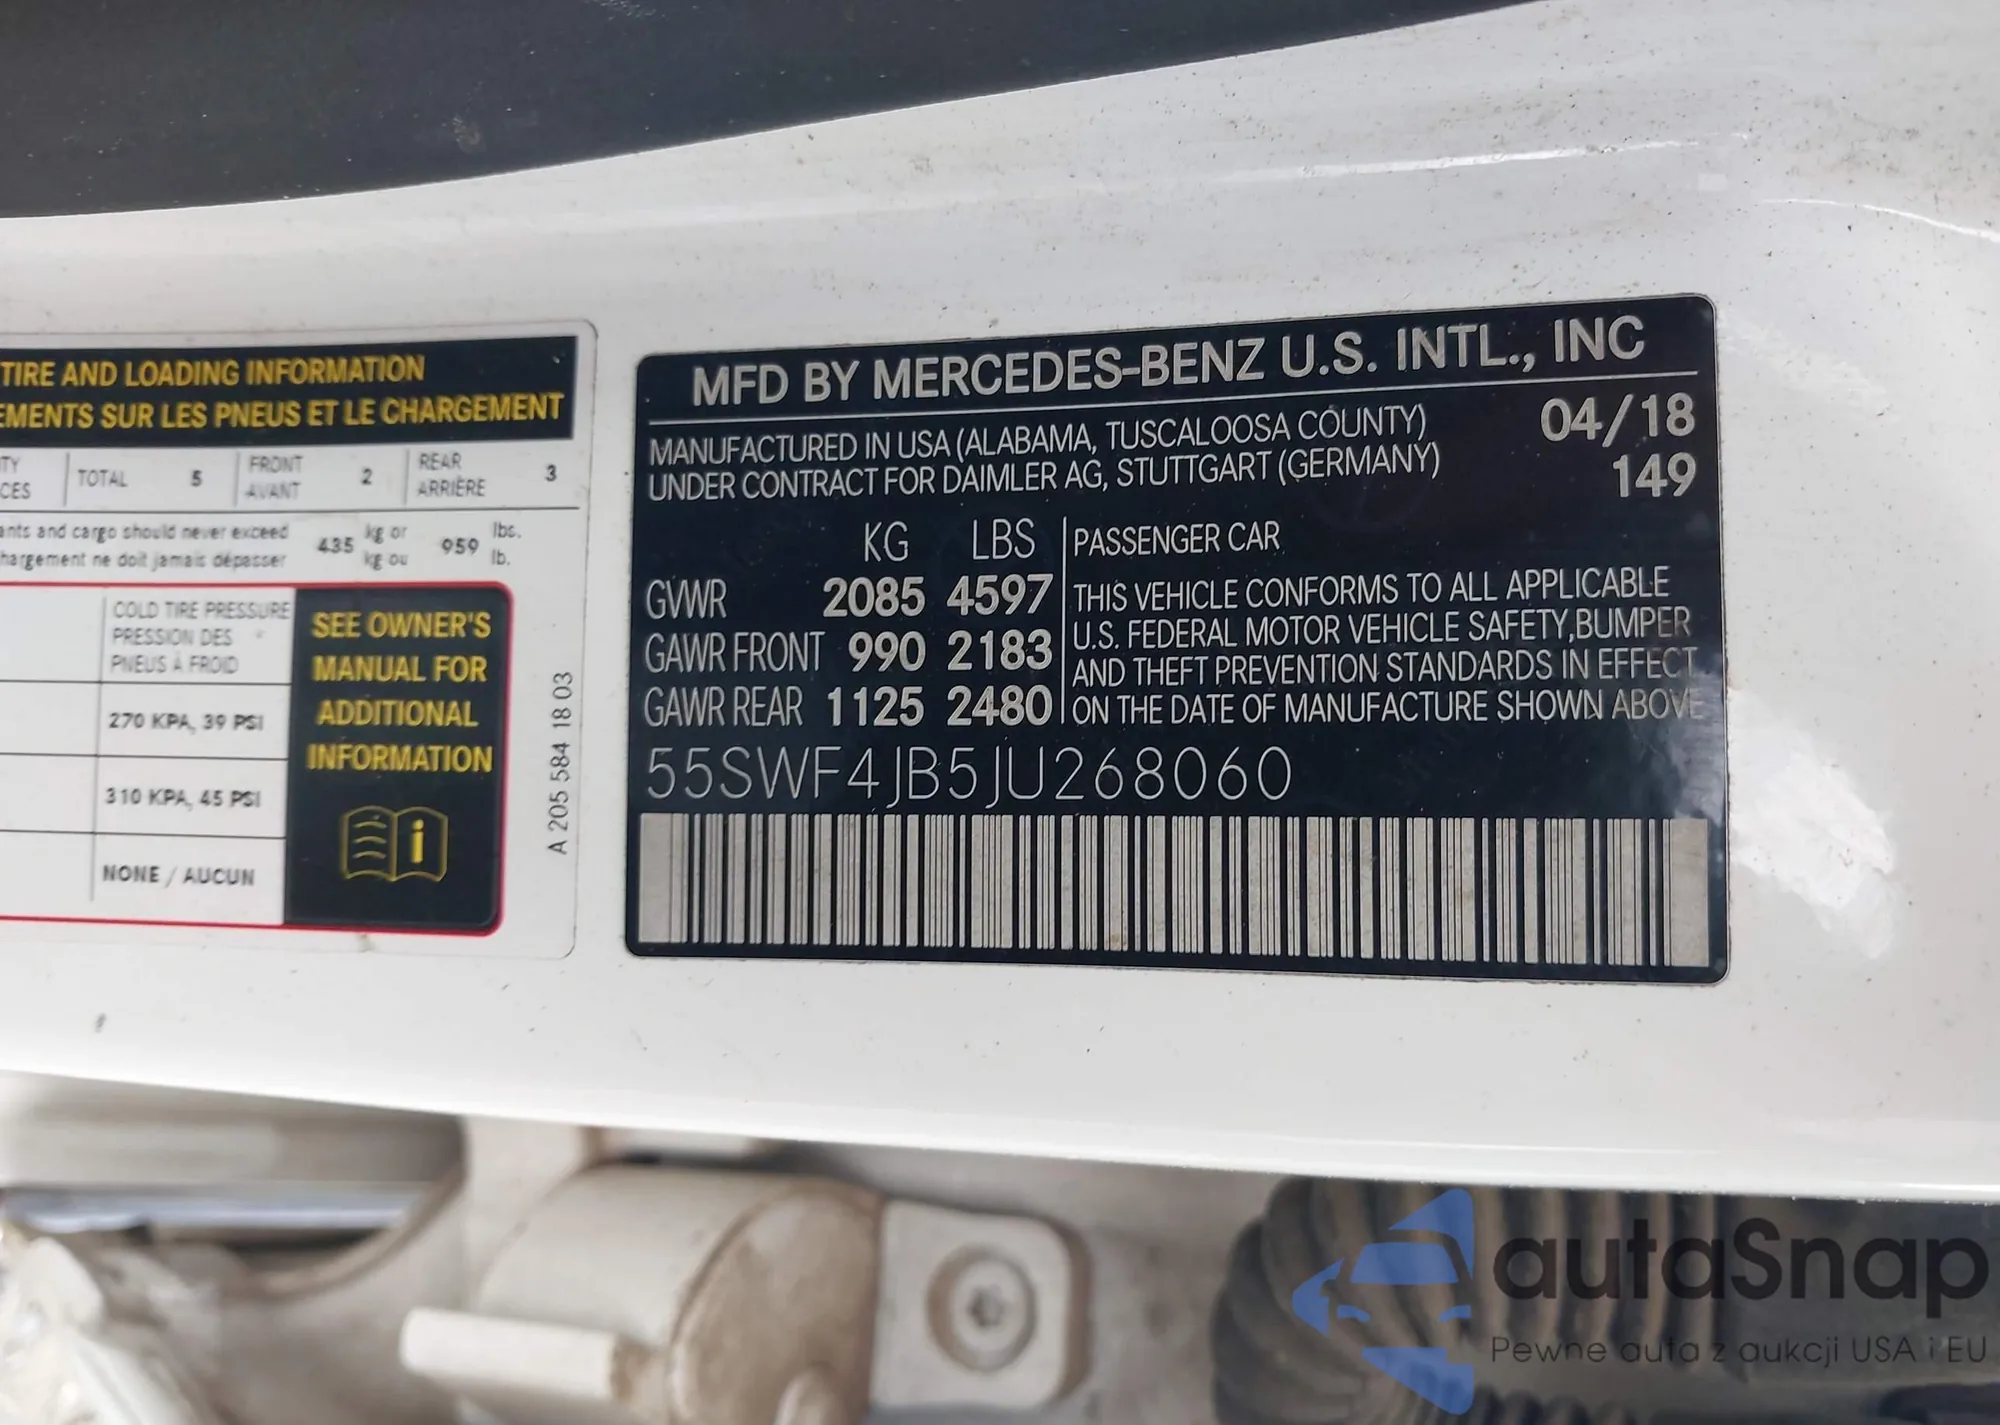 TIRE AND LOADING INFORMATION
EMENTS SUR LES PNEUS ET LE CHARGEMENT
TY
CES
TOTAL 5
FRONT
AVANT
2
REAR
ARRIÈRE
3
ants and cargo should never exceed
hargement ne doit jamais dépasser
435
kg or
kg ou
959
lbs.
lb.
COLD TIRE PRESSURE
PRESSION DES
PNEUS À FROID
270 KPA, 39 PSI
310 KPA, 45 PSI
NONE / AUCUN
SEE OWNER'S
MANUAL FOR
ADDITIONAL
INFORMATION
i
A 205 584 18 03
MFD BY MERCEDES-BENZ U.S. INTL., INC
MANUFACTURED IN USA (ALABAMA, TUSCALOOSA COUNTY) 04/18
UNDER CONTRACT FOR DAIMLER AG, STUTTGART (GERMANY) 149
KG LBS
GVWR 2085 4597
GAWR FRONT 990 2183
GAWR REAR 1125 2480
PASSENGER CAR
THIS VEHICLE CONFORMS TO ALL APPLICABLE
U.S. FEDERAL MOTOR VEHICLE SAFETY,BUMPER
AND THEFT PREVENTION STANDARDS IN EFFECT
ON THE DATE OF MANUFACTURE SHOWN ABOVE
55SWF4JB5JU268060
autaSnap
Pewne auta z aukcji USA i EU